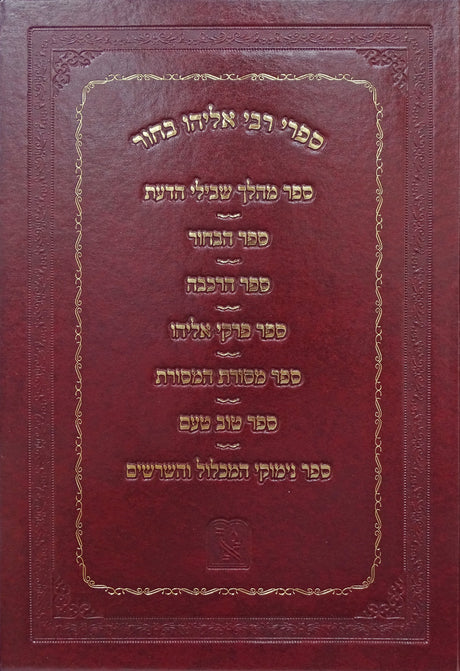 ספרי רבי אליהו בחור
ספר מהלך שבילי הדעת
ספר הבחור
ספר הרכבה
ספר פרקי אליהו
ספר מסורת המסורת
ספר טוב טעם
ספר נימוקי המכלול והשרשים